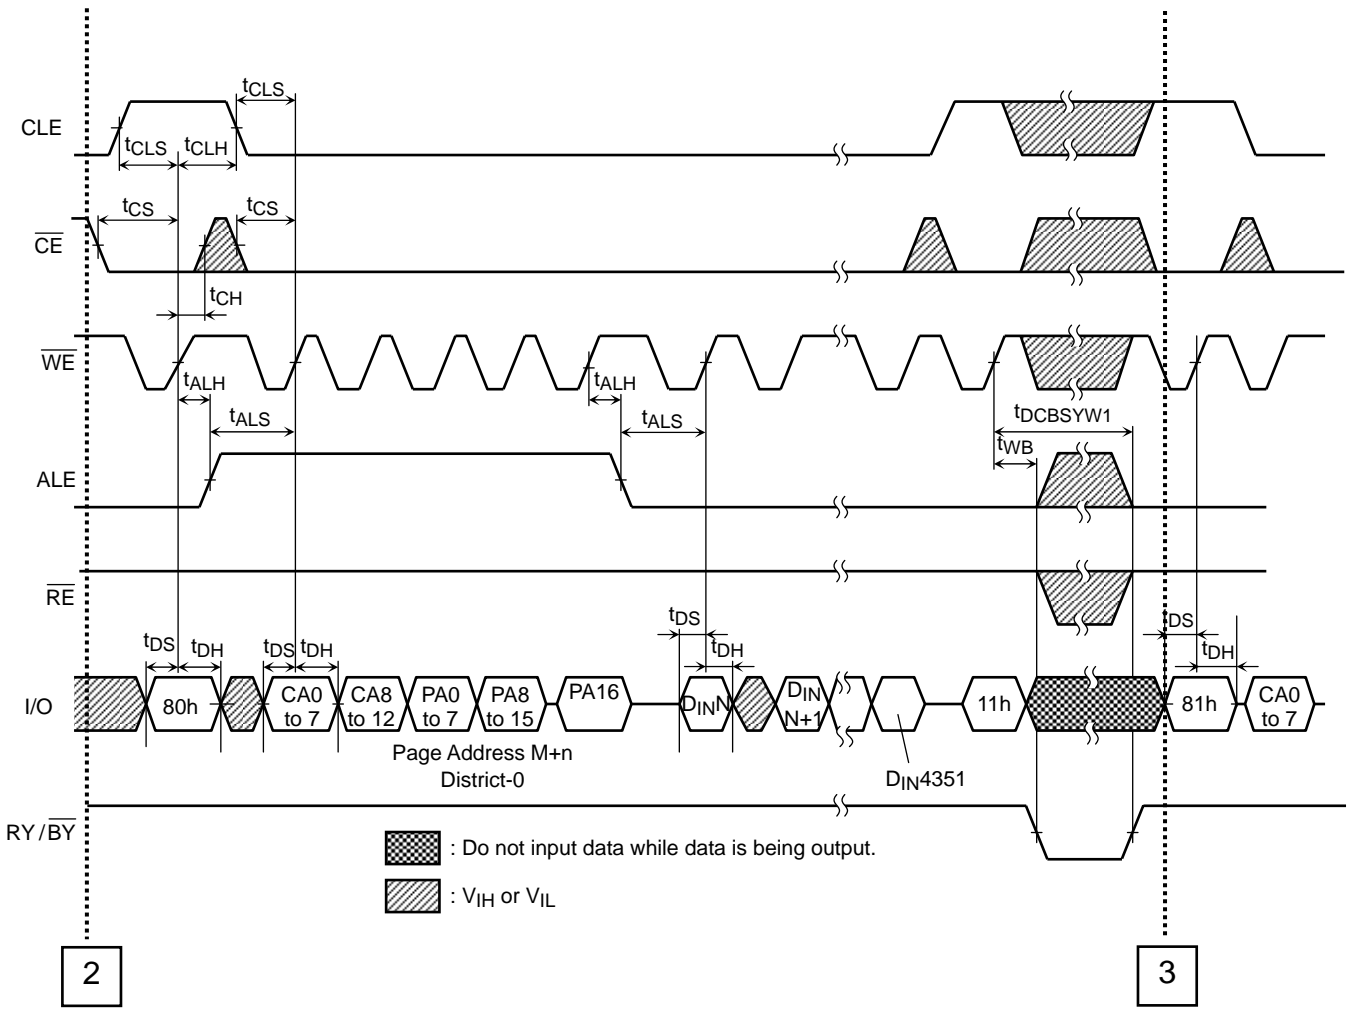 tCLS
CLE
tCLS tCLH
tCS tCS
CE
tCH
WE
tALH tALH
tALS tALS
tDCBSYW1
tWB
ALE
RE
tDS tDH tDS tDH tDS tDH tDS tDH
I/O
80h
CA0 to 7
CA8 to 12
PA0 to 7
PA8 to 15
PA16
DINN
DIN N+1
11h
81h
CA0 to 7
Page Address M+n
District-0
DIN4351
RY/BY
: Do not input data while data is being output.
: VIH or VIL
2
3